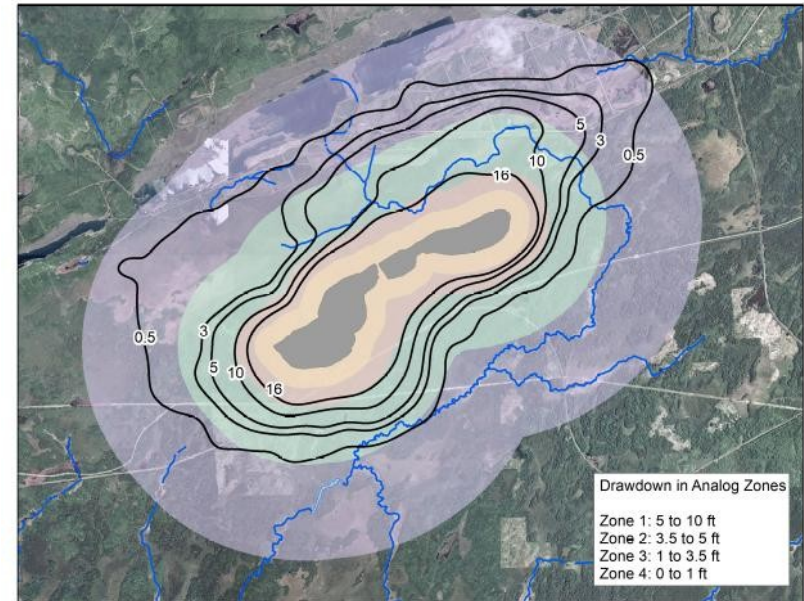 5
3
10
0.5
16
3
0.5
5
10
16
Drawdown in Analog Zones
Zone 1: 5 to 10 ft
Zone 2: 3.5 to 5 ft
Zone 3: 1 to 3.5 ft
Zone 4: 0 to 1 ft